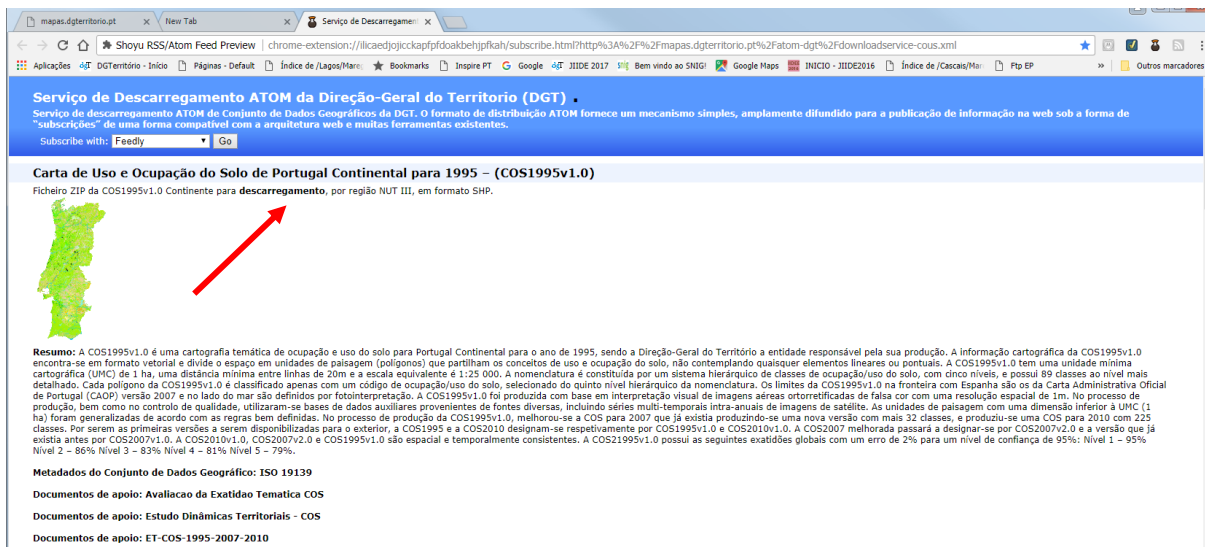 mapas.dgterritorio.pt
New Tab
Serviço de Descarregamen
Shoyu RSS/Atom Feed Preview | chrome-extension://ilicaedjojicckapfpfdoakbehjpfkah/subscribe.html?http%3A%2F%2Fmapas.dgterritorio.pt%2Fatom-dgt%2Fdownloadservice-cous.xml
Aplicações DGTerritório - Início Páginas - Default Índice de /Lagos/Mare Bookmarks Inspire PT Google JIIDE 2017 Bem vindo ao SNIG! Google Maps INICIO - JIIDE2016 Índice de /Cascais/Mar Ftp EP » Outros marcadores
Serviço de Descarregamento ATOM da Direção-Geral do Territorio (DGT) .
Serviço de descarregamento ATOM de Conjunto de Dados Geográficos da DGT. O formato de distribuição ATOM fornece um mecanismo simples, amplamente difundido para a publicação de informação na web sob a forma de
"subscrições" de uma forma compatível com a arquitetura web e muitas ferramentas existentes.
Subscribe with: Feedly Go
Carta de Uso e Ocupação do Solo de Portugal Continental para 1995 – (COS1995v1.0)
Ficheiro ZIP da COS1995v1.0 Continente para descarregamento, por região NUT III, em formato SHP.
Resumo: A COS1995v1.0 é uma cartografia temática de ocupação e uso do solo para Portugal Continental para o ano de 1995, sendo a Direção-Geral do Território a entidade responsável pela sua produção. A informação cartográfica da COS1995v1.0
encontra-se em formato vetorial e divide o espaço em unidades de paisagem (polígonos) que partilham os conceitos de uso e ocupação do solo, não contemplando quaisquer elementos lineares ou pontuais. A COS1995v1.0 tem uma unidade mínima
cartográfica (UMC) de 1 ha, uma distância mínima entre linhas de 20m e a escala equivalente é 1:25 000. A nomenclatura é constituída por um sistema hierárquico de classes de ocupação/uso do solo, com cinco níveis, e possui 89 classes ao nível mais
detalhado. Cada polígono da COS1995v1.0 é classificado apenas com um código de ocupação/uso do solo, selecionado do quinto nível hierárquico da nomenclatura. Os limites da COS1995v1.0 na fronteira com Espanha são os da Carta Administrativa Oficial
de Portugal (CAOP) versão 2007 e no lado do mar são definidos por fotointerpretação. A COS1995v1.0 foi produzida com base em interpretação visual de imagens aéreas ortorretificadas de falsa cor com uma resolução espacial de 1m. No processo de
produção, bem como no controlo de qualidade, utilizaram-se bases de dados auxiliares provenientes de fontes diversas, incluindo séries multi-temporais intra-anuais de imagens de satélite. As unidades de paisagem com uma dimensão inferior à UMC (1
ha) foram generalizadas de acordo com as regras bem definidas. No processo de produção da COS1995v1.0, melhorou-se a COS para 2007 que já existia produzindo-se uma nova versão com mais 32 classes, e produziu-se uma COS para 2010 com 225
classes. Por serem as primeiras versões a serem disponibilizadas para o exterior, a COS1995 e a COS2010 designam-se respetivamente por COS1995v1.0 e COS2010v1.0. A COS2007 melhorada passará a designar-se por COS2007v2.0 e a versão que já
existia antes por COS2007v1.0. A COS2010v1.0, COS2007v2.0 e COS1995v1.0 são espacial e temporalmente consistentes. A COS21995v1.0 possui as seguintes exatidões globais com um erro de 2% para um nível de confiança de 95%: Nível 1 – 95%
Nível 2 – 86% Nível 3 – 83% Nível 4 – 81% Nível 5 – 79%.
Metadados do Conjunto de Dados Geográfico: ISO 19139
Documentos de apoio: Avaliacao da Exatidao Tematica COS
Documentos de apoio: Estudo Dinâmicas Territoriais - COS
Documentos de apoio: ET-COS-1995-2007-2010